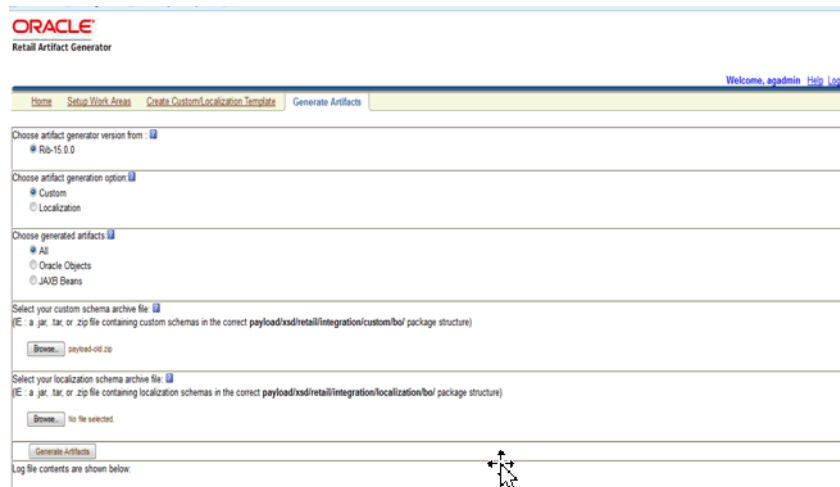 ORACLE
Retail Artifact Generator
Welcome, agadmin Help Log
Home Setup Work Areas Create Custom/Localization Template Generate Artifacts
Choose artifact generator version from :
Rib-15.0.0
Choose artifact generation option:
Custom
Localization
Choose generated artifacts:
All
Oracle Objects
JAXB Beans
Select your custom schema archive file:
(IE : a .jar, .tar, or .zip file containing custom schemas in the correct payload/xsd/retail/integration/custom/bo/ package structure)
Browse... payload-old.zip
Select your localization schema archive file:
(IE : a .jar, .tar, or .zip file containing localization schemas in the correct payload/xsd/retail/integration/localization/bo/ package structure)
Browse... No file selected.
Generate Artifacts
Log file contents are shown below: